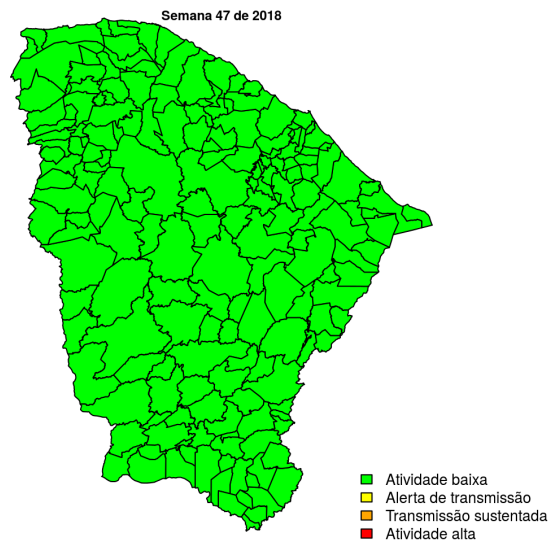 Semana 47 de 2018
Atividade baixa
Alerta de transmissão
Transmissão sustentada
Atividade alta